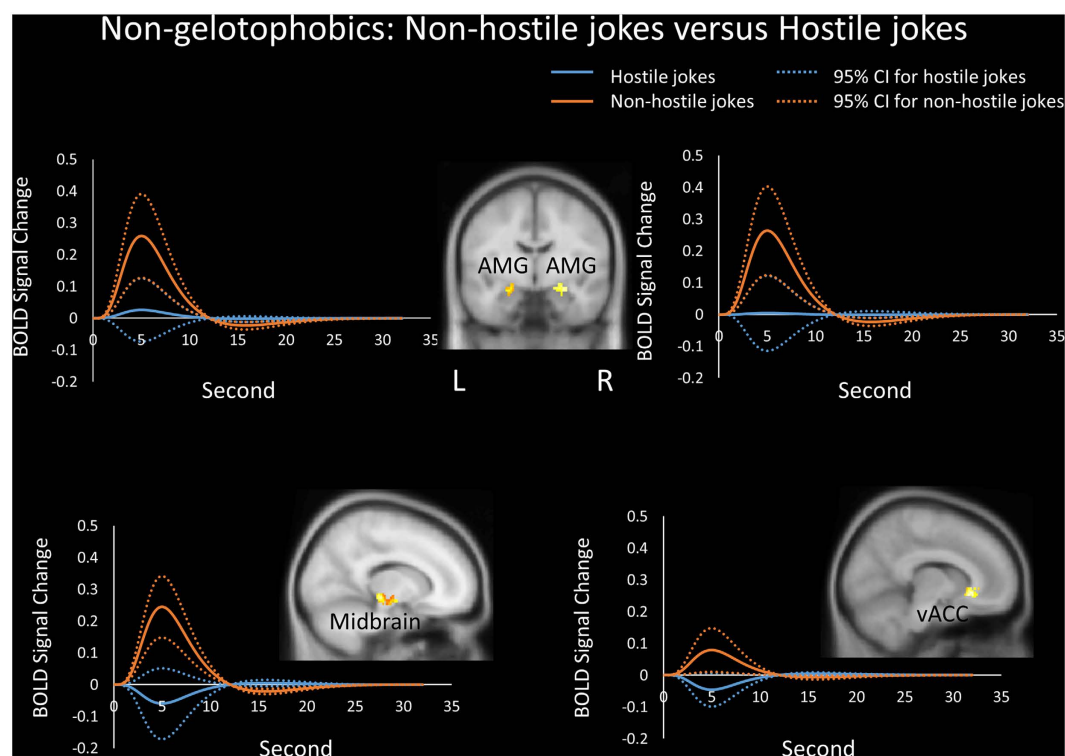 Non-gelotophobics: Non-hostile jokes versus Hostile jokes
Hostile jokes
95% CI for hostile jokes
Non-hostile jokes
95% CI for non-hostile jokes
BOLD Signal Change
0.5
0.4
0.3
0.2
0.1
0
-0.1
-0.2
0 5 10 15 20 25 30 35
Second
AMG AMG
L R
BOLD Signal Change
0.5
0.4
0.3
0.2
0.1
0
-0.1
-0.2
0 5 10 15 20 25 30 35
Second
BOLD Signal Change
0.5
0.4
0.3
0.2
0.1
0
-0.1
-0.2
0 5 10 15 20 25 30 35
Second
Midbrain
BOLD Signal Change
0.5
0.4
0.3
0.2
0.1
0
-0.1
-0.2
0 5 10 15 20 25 30 35
Second
vACC